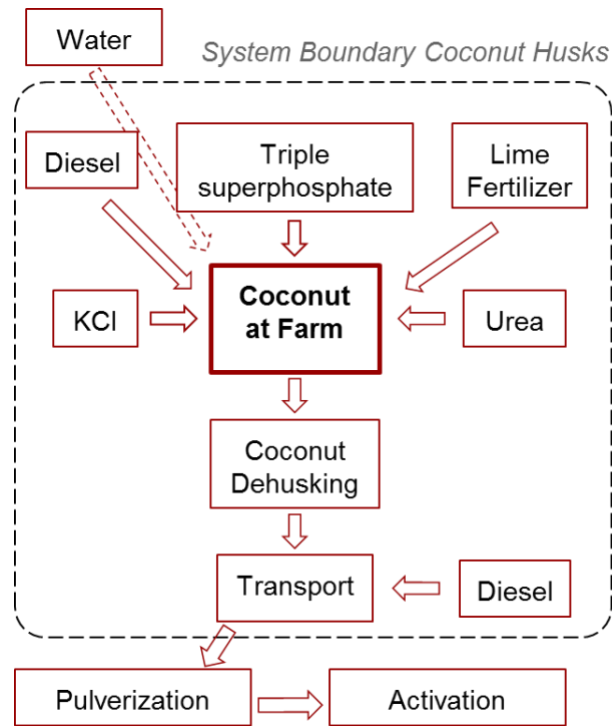 Water
System Boundary Coconut Husks
Diesel
Triple
superphosphate
Lime
Fertilizer
Coconut
at Farm
KCl
Urea
Coconut
Dehusking
Transport
Diesel
Pulverization
Activation